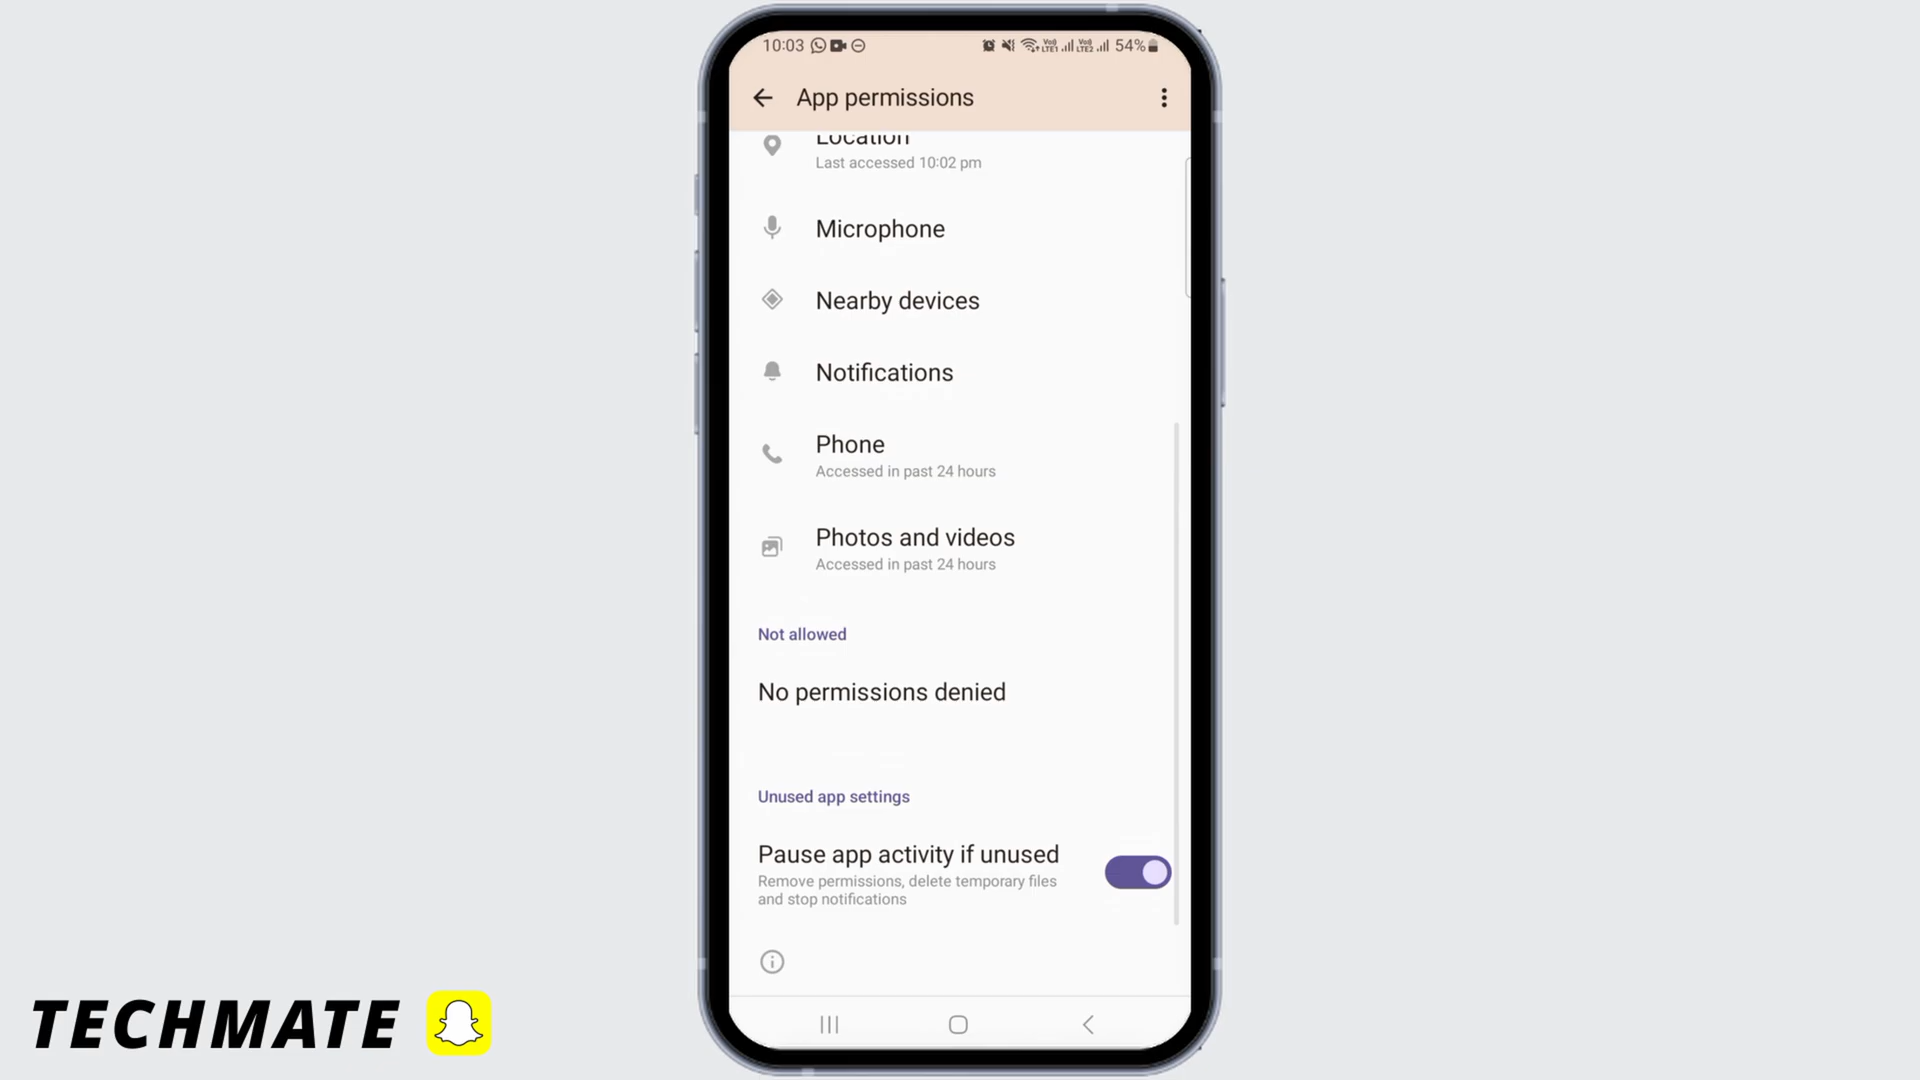 10:03 54%
App permissions
Location
Last accessed 10:02 pm
Microphone
Nearby devices
Notifications
Phone
Accessed in past 24 hours
Photos and videos
Accessed in past 24 hours
Not allowed
No permissions denied
Unused app settings
Pause app activity if unused
Remove permissions, delete temporary files
and stop notifications
TECHMATE